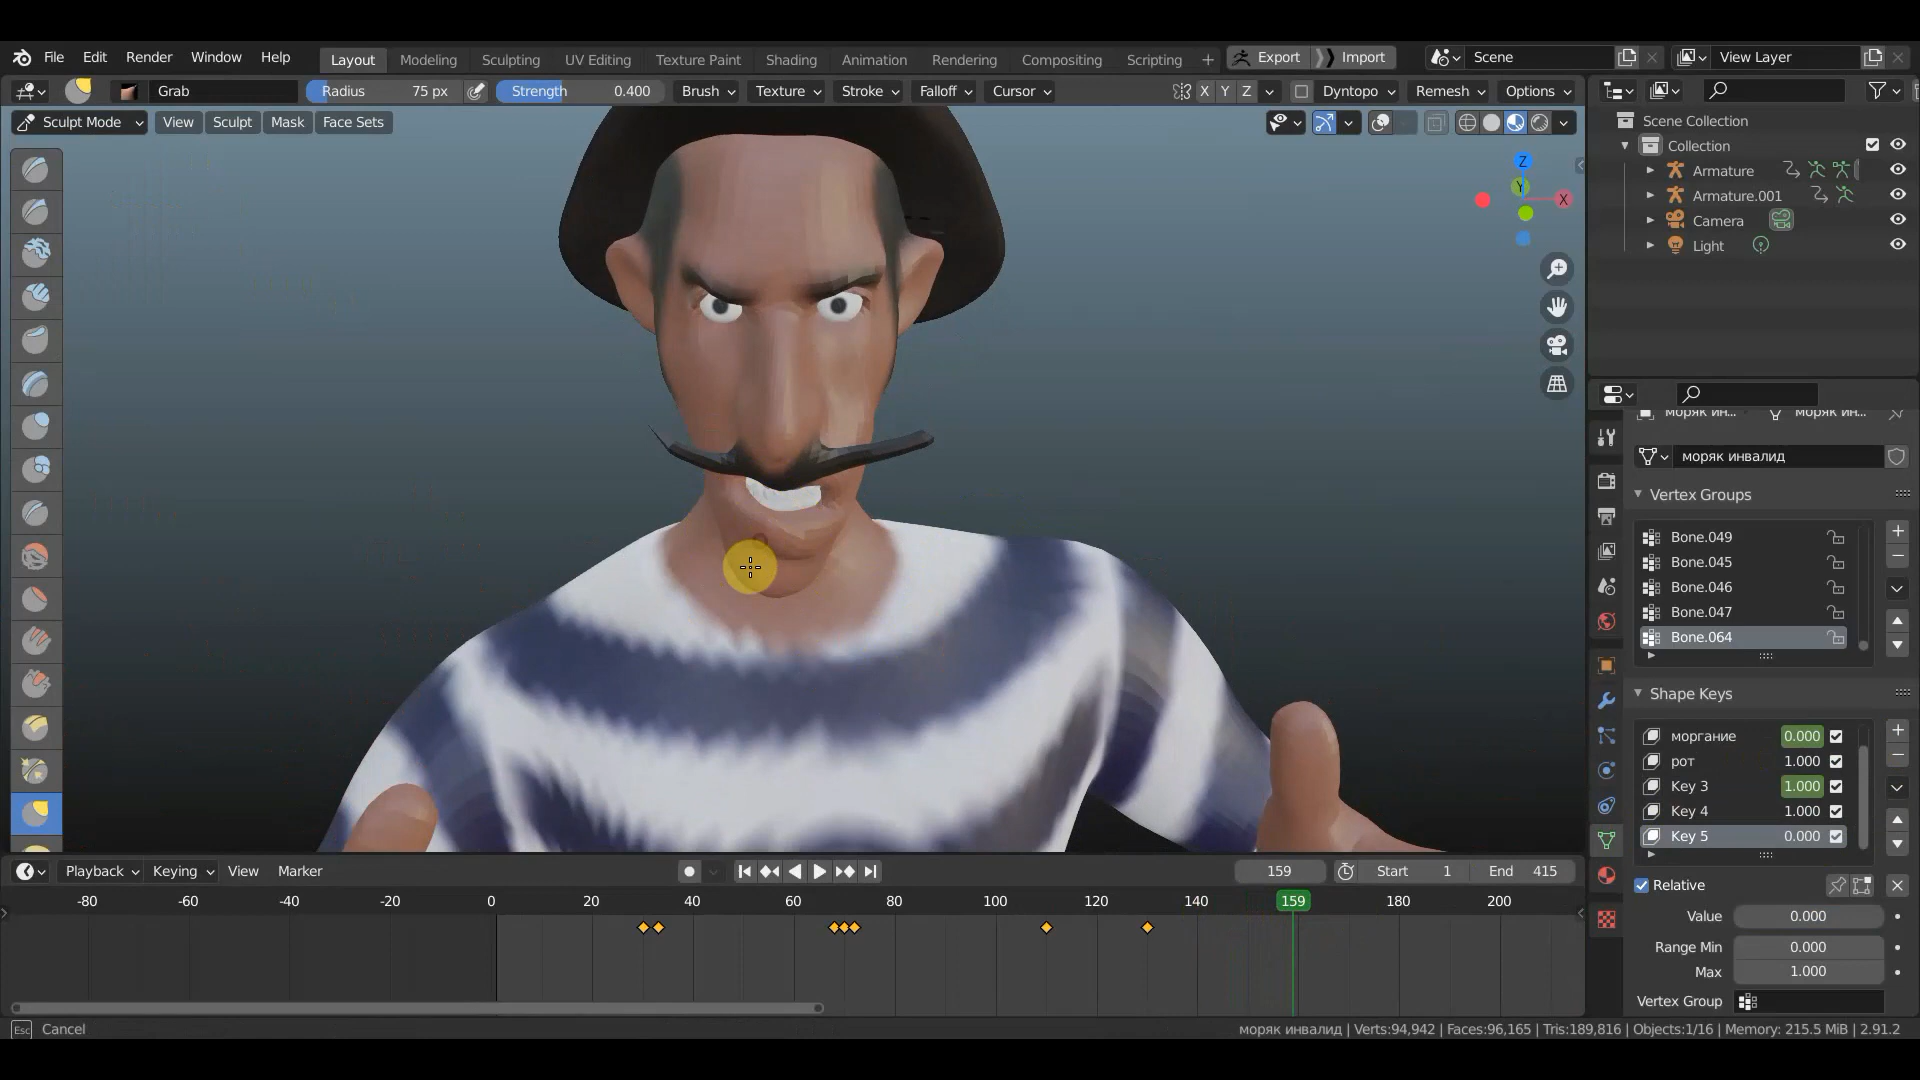 File Edit Render Window Help Layout Modeling Sculpting UV Editing Texture Paint Shading Animation Rendering Compositing Scripting + Export Import Scene View Layer
Grab Radius 75 px Strength 0.400 Brush Texture Stroke Falloff Cursor X Y Z Dyntopo Remesh Options
Sculpt Mode View Sculpt Mask Face Sets
Scene Collection
Collection
Armature
Armature.001
Camera
Light
Z
Y
X
моряк ин... моряк ин...
моряк инвалид
Vertex Groups
Bone.049
Bone.045
Bone.046
Bone.047
Bone.064
Shape Keys
моргание 0.000
рот 1.000
Key 3 1.000
Key 4 1.000
Key 5 0.000
Relative
Value 0.000
Range Min 0.000
Max 1.000
Vertex Group
Playback Keying View Marker 159 Start 1 End 415
-80 -60 -40 -20 0 20 40 60 80 100 120 140 159 180 200
Esc Cancel
моряк инвалид | Verts:94,942 | Faces:96,165 | Tris:189,816 | Objects:1/16 | Memory: 215.5 MiB | 2.91.2